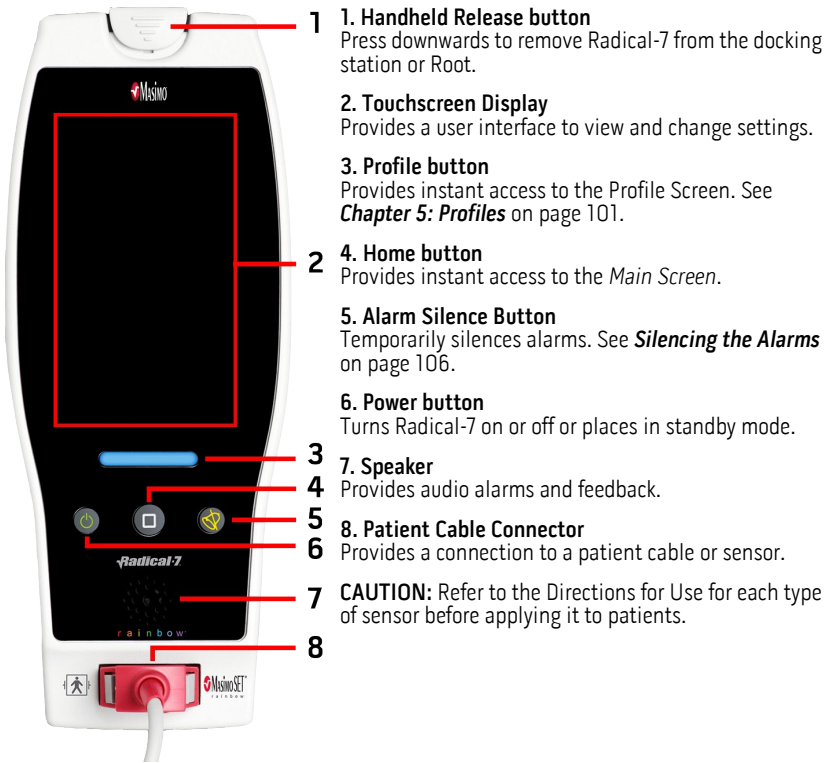 1
1. Handheld Release button
Press downwards to remove Radical-7 from the docking
station or Root.
Masimo
2. Touchscreen Display
Provides a user interface to view and change settings.
3. Profile button
Provides instant access to the Profile Screen. See
Chapter 5: Profiles on page 101.
2
4. Home button
Provides instant access to the Main Screen.
5. Alarm Silence Button
Temporarily silences alarms. See Silencing the Alarms
on page 106.
6. Power button
Turns Radical-7 on or off or places in standby mode.
3
7. Speaker
4
Provides audio alarms and feedback.
5
8. Patient Cable Connector
6
Provides a connection to a patient cable or sensor.
Radical-7
7
CAUTION: Refer to the Directions for Use for each type
of sensor before applying it to patients.
rainbow
8
Masimo SET
rainbow